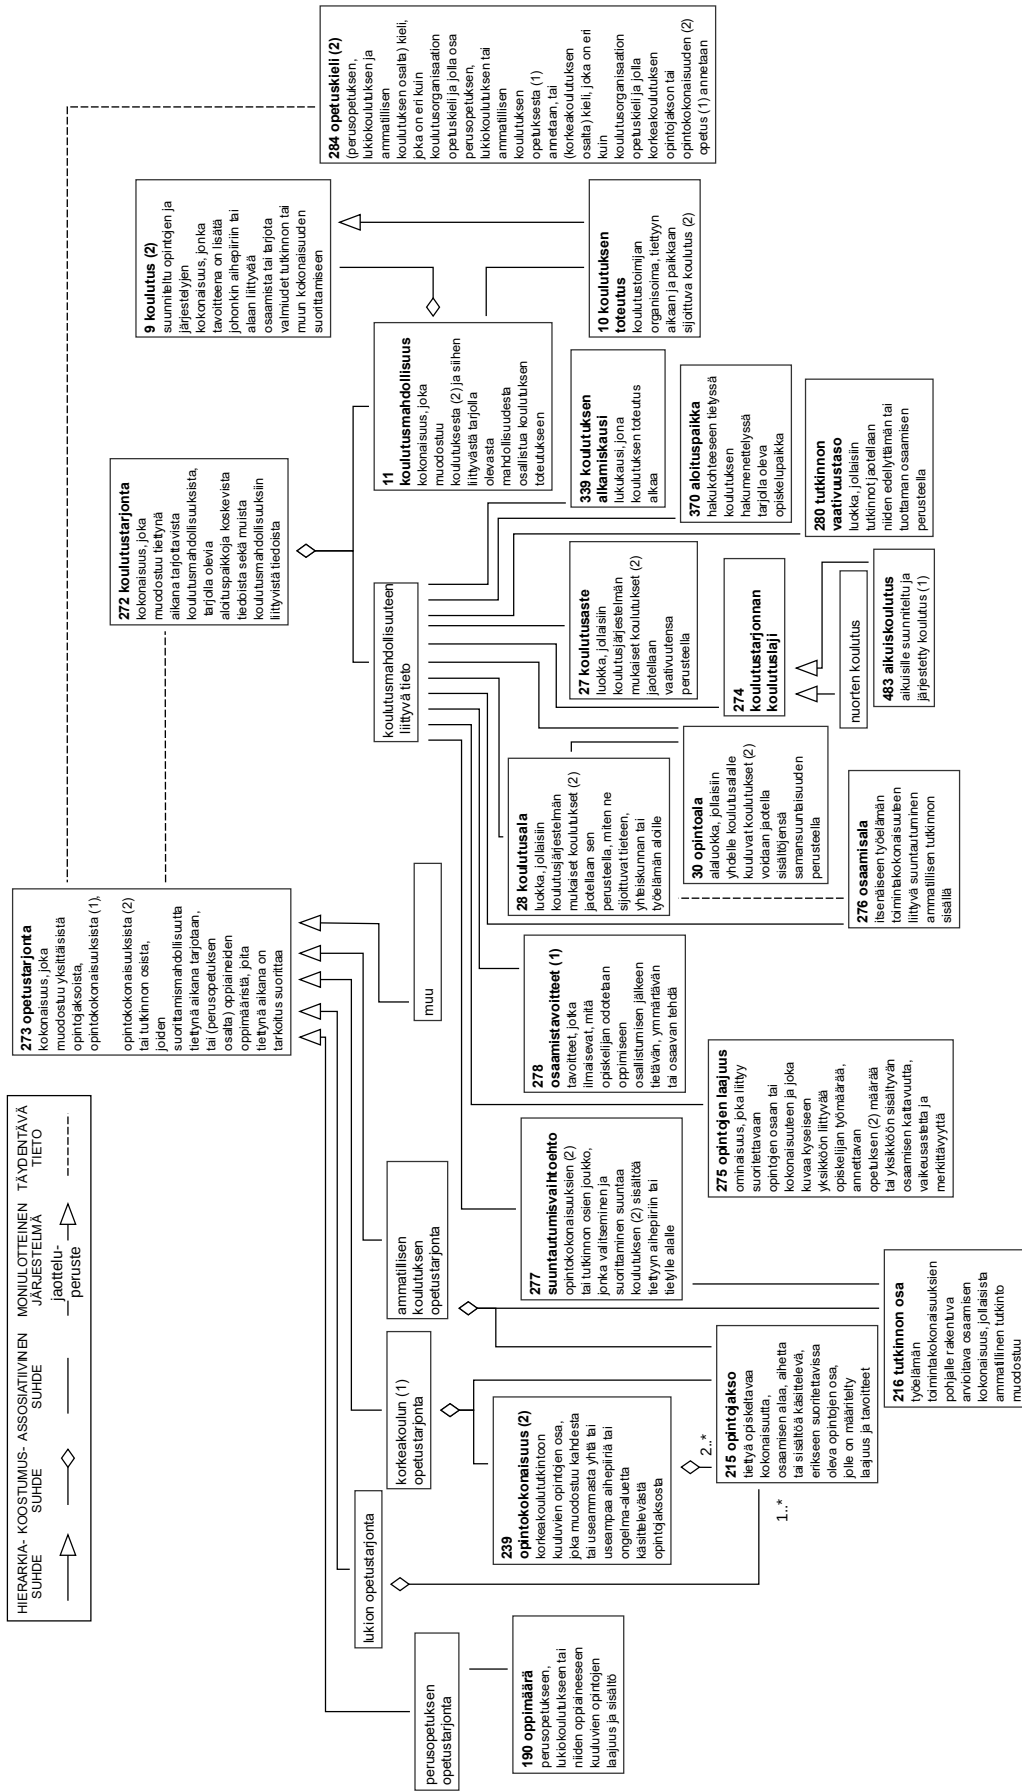 HIERARKIA-
SUHDE
KOOSTUMUS-
SUHDE
ASSOSIATIIVINEN
SUHDE
MONIULOTTEINEN
JÄRJESTELMÄ
jaottelu-
peruste
TÄYDENTÄVÄ
TIETO
273 opetustarjonta
kokonaisuus, joka
muodostuu yksittäisistä
opintojaksoista,
opintokokonaisuuksista (1),
opintokokonaisuuksista (2)
tai tutkinnon osista,
joiden
suorittamismahdollisuutta
tiettynä aikana tarjotaan,
tai (perusopetuksen
osalta) oppiaineiden
oppimääristä, joita
tiettynä aikana on
tarkoitus suorittaa
272 koulutustarjonta
kokonaisuus, joka
muodostuu tiettynä
aikana tarjottavista
koulutusmahdollisuuksista,
tarjolla olevia
aloituspaikkoja koskevista
tiedoista sekä muista
koulutusmahdollisuuksiin
liittyvistä tiedoista
9 koulutus (2)
suunniteltu opintojen ja
järjestelyjen
kokonaisuus, jonka
tavoitteena on lisätä
johonkin aihepiiriin tai
alaan liittyvää
osaamista tai tarjota
valmiudet tutkinnon tai
muun kokonaisuuden
suorittamiseen
284 opetuskieli (2)
(perusopetuksen,
lukiokoulutuksen ja
ammatillisen
koulutuksen osalta) kieli,
joka on eri kuin
koulutusorganisaation
opetuskieli ja jolla osa
perusopetuksen,
lukiokoulutuksen tai
ammatillisen
koulutuksen
opetuksesta (1)
annetaan, tai
(korkeakoulutuksen
osalta) kieli, joka on eri
kuin
koulutusorganisaation
opetuskieli ja jolla
korkeakoulutuksen
opintojakson tai
opintokokonaisuuden (2)
opetus (1) annetaan
perusopetuksen
opetustarjonta
lukion opetustarjonta
korkeakoulun (1)
opetustarjonta
ammatillisen
koulutuksen
opetustarjonta
muu
koulutusmahdollisuuteen
liittyvä tieto
11
koulutusmahdollisuus
kokonaisuus, joka
muodostuu
koulutuksesta (2) ja siihen
liittyvästä tarjolla
olevasta
mahdollisuudesta
osallistua koulutuksen
toteutukseen
10 koulutuksen
toteutus
koulutustoimijan
organisoima, tiettyyn
aikaan ja paikkaan
sijoittuva koulutus (2)
190 oppimäärä
perusopetukseen,
lukiokoulutukseen tai
niiden oppiaineeseen
kuuluvien opintojen
laajuus ja sisältö
239
opintokokonaisuus (2)
korkeakoulututkintoon
kuuluvien opintojen osa,
joka muodostuu kahdesta
tai useammasta yhtä tai
useampaa aihepiiriä tai
ongelma-aluetta
käsittelevästä
opintojaksosta
277
suuntautumisvaihtoehto
opintokokonaisuuksien (2)
tai tutkinnon osien joukko,
jonka valitseminen ja
suorittaminen suuntaa
koulutuksen (2) sisältöä
tiettyyn aihepiiriin tai
tietylle alalle
278
osaamistavoitteet (1)
tavoitteet, jotka
ilmaisevat, mitä
opiskelijan odotetaan
oppimiseen
osallistumisen jälkeen
tietävän, ymmärtävän
tai osaavan tehdä
28 koulutusala
luokka, jollaisiin
koulutusjärjestelmän
mukaiset koulutukset (2)
jaotellaan sen
perusteella, miten ne
sijoittuvat tieteen,
yhteiskunnan tai
työelämän aloille
27 koulutusaste
luokka, jollaisiin
koulutusjärjestelmän
mukaiset koulutukset (2)
jaotellaan
vaativuutensa
perusteella
339 koulutuksen
alkamiskausi
lukukausi, jona
koulutuksen toteutus
alkaa
370 aloituspaikka
hakukohteeseen tietyssä
koulutuksen
hakumenettelyssä
tarjolla oleva
opiskelupaikka
30 opintoala
alaluokka, jollaisiin
yhdelle koulutusalalle
kuuluvat koulutukset (2)
voidaan jaotella
sisältöjensä
samansuuntaisuuden
perusteella
274
koulutustarjonnan
koulutuslaji
280 tutkinnon
vaativuustaso
luokka, jollaisiin
tutkinnot jaotellaan
niiden edellyttämän tai
tuottaman osaamisen
perusteella
215 opintojakso
tiettyä opiskeltavaa
kokonaisuutta,
osaamisen alaa, aihetta
tai sisältöä käsittelevä,
erikseen suoritettavissa
oleva opintojen osa,
jolle on määritelty
laajuus ja tavoitteet
2..*
1..*
275 opintojen laajuus
ominaisuus, joka liittyy
suoritettavaan
opintojen osaan tai
kokonaisuuteen ja joka
kuvaa kyseiseen
yksikköön liittyvää
opiskelijan työmäärää,
annettavan
opetuksen (2) määrää
tai yksikköön sisältyvän
osaamisen kattavuutta,
vaikeusastetta ja
merkittävyyttä
276 osaamisala
itsenäiseen työelämän
toimintakokonaisuuteen
liittyvä suuntautuminen
ammatillisen tutkinnon
sisällä
nuorten koulutus
483 aikuiskoulutus
aikuisille suunniteltu ja
järjestetty koulutus (1)
216 tutkinnon osa
työelämän
toimintakokonaisuuksien
pohjalle rakentuva
arvioitava osaamisen
kokonaisuus, jollaisista
ammatillinen tutkinto
muodostuu